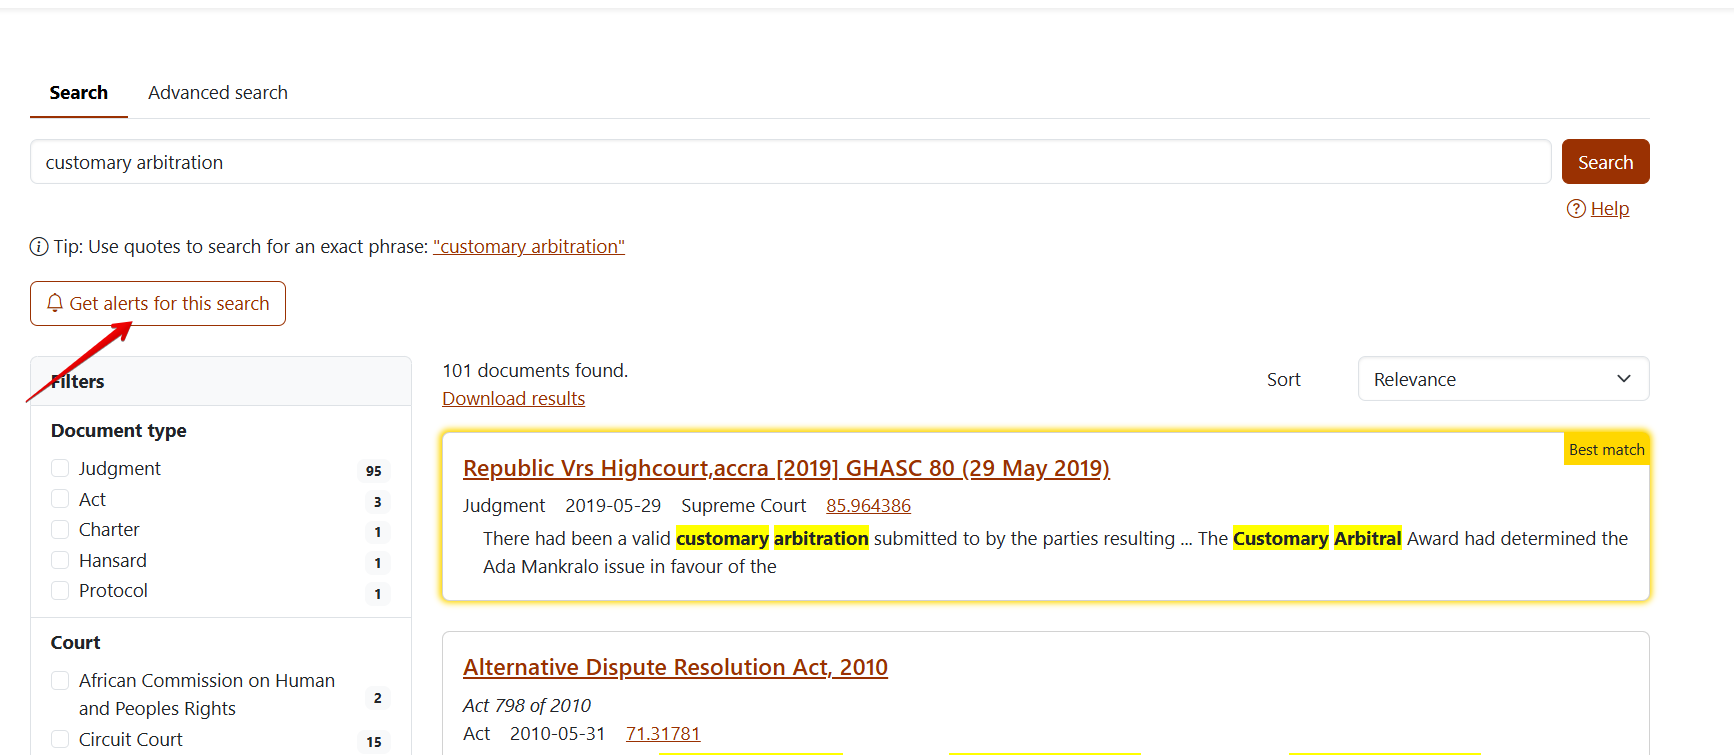 Search Advanced search
customary arbitration Search
Help
Tip: Use quotes to search for an exact phrase: "customary arbitration"
Get alerts for this search
Filters
Document type
Judgment 95
Act 3
Charter 1
Hansard 1
Protocol 1
Court
African Commission on Human
and Peoples Rights 2
Circuit Court 15
101 documents found.
Download results
Sort Relevance
Best match
Republic Vrs Highcourt,accra [2019] GHASC 80 (29 May 2019)
Judgment 2019-05-29 Supreme Court 85.964386
There had been a valid customary arbitration submitted to by the parties resulting ... The Customary Arbitral Award had determined the
Ada Mankralo issue in favour of the
Alternative Dispute Resolution Act, 2010
Act 798 of 2010
Act 2010-05-31 71.31781